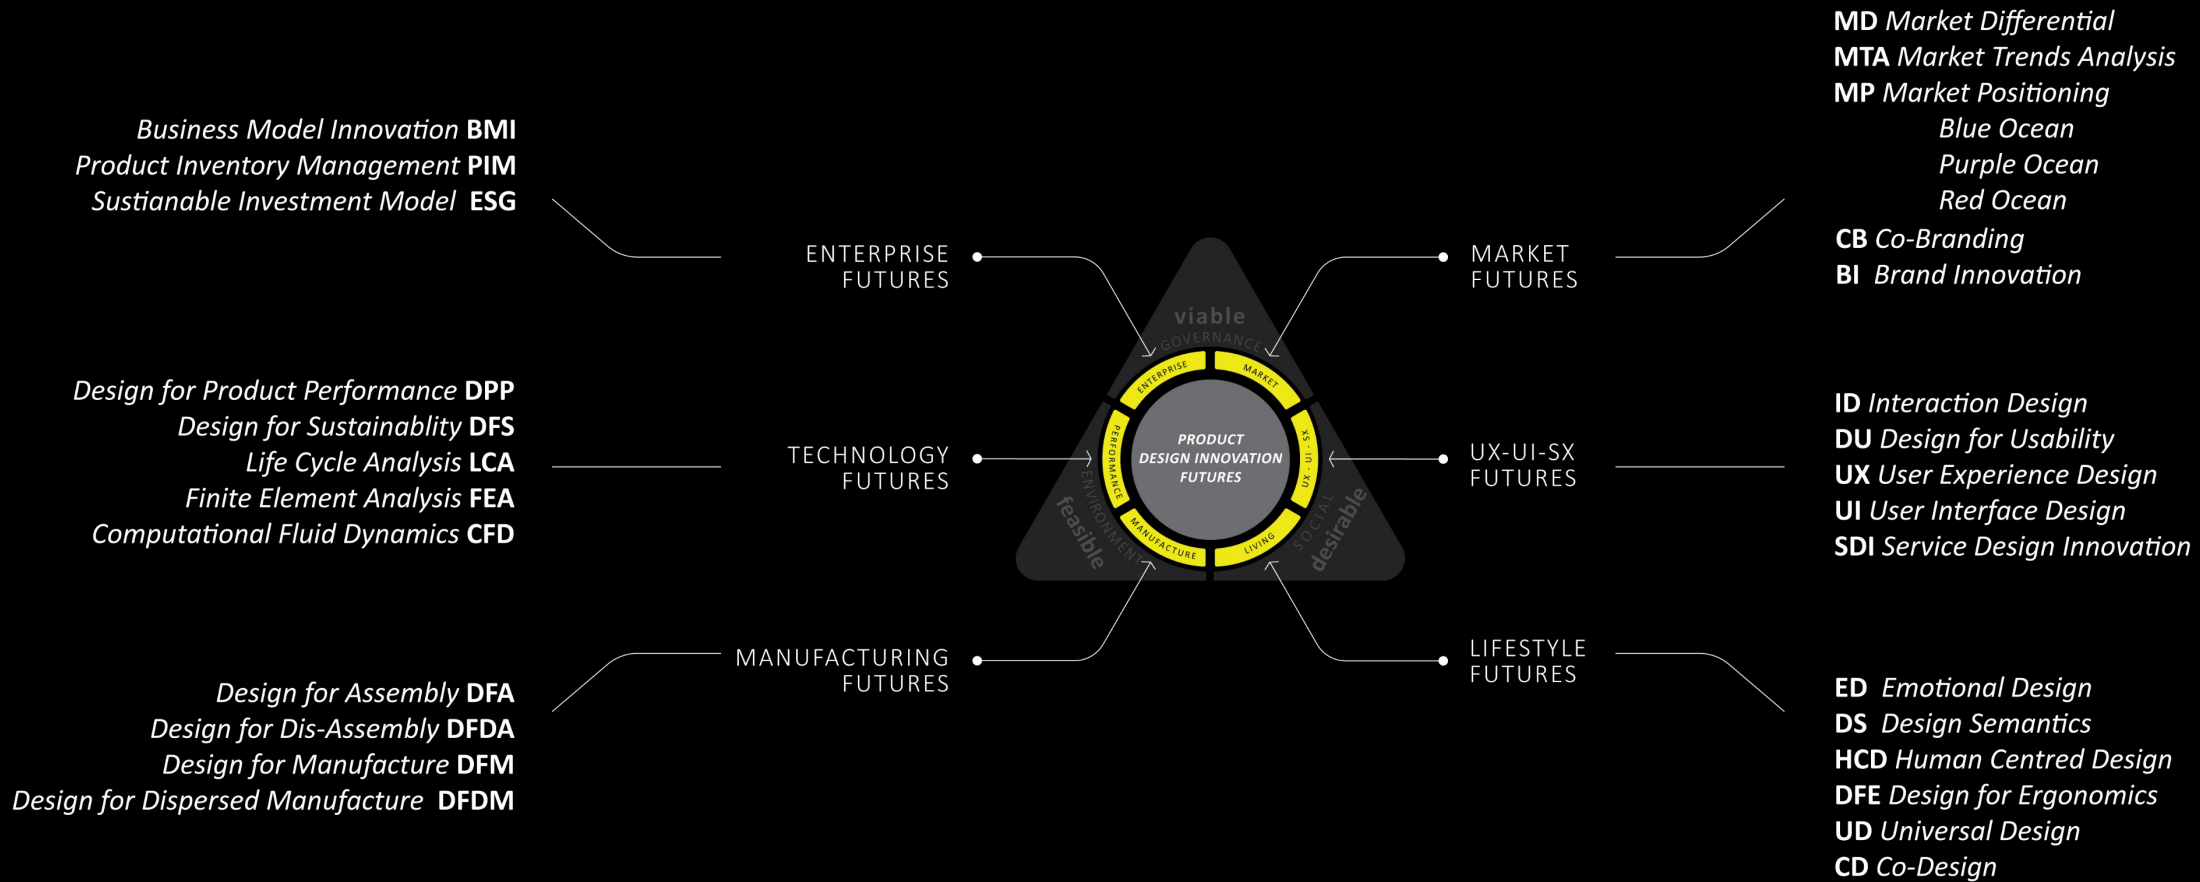 Business Model Innovation BMI
Product Inventory Management PIM
Sustianable Investment Model ESG
ENTERPRISE
FUTURES
Design for Product Performance DPP
Design for Sustainablity DFS
Life Cycle Analysis LCA
Finite Element Analysis FEA
Computational Fluid Dynamics CFD
TECHNOLOGY
FUTURES
Design for Assembly DFA
Design for Dis-Assembly DFDA
Design for Manufacture DFM
Design for Dispersed Manufacture DFDM
MANUFACTURING
FUTURES
viable
GOVERNANCE
ENTERPRISE
MARKET
PERFORMANCE
UX - UI - SX
MANUFACTURE
LIVING
PRODUCT
DESIGN INNOVATION
FUTURES
feasible
ENVIRONMENT
SOCIAL
desirable
MARKET
FUTURES
MD Market Differential
MTA Market Trends Analysis
MP Market Positioning
Blue Ocean
Purple Ocean
Red Ocean
CB Co-Branding
BI Brand Innovation
UX-UI-SX
FUTURES
ID Interaction Design
DU Design for Usability
UX User Experience Design
UI User Interface Design
SDI Service Design Innovation
LIFESTYLE
FUTURES
ED Emotional Design
DS Design Semantics
HCD Human Centred Design
DFE Design for Ergonomics
UD Universal Design
CD Co-Design